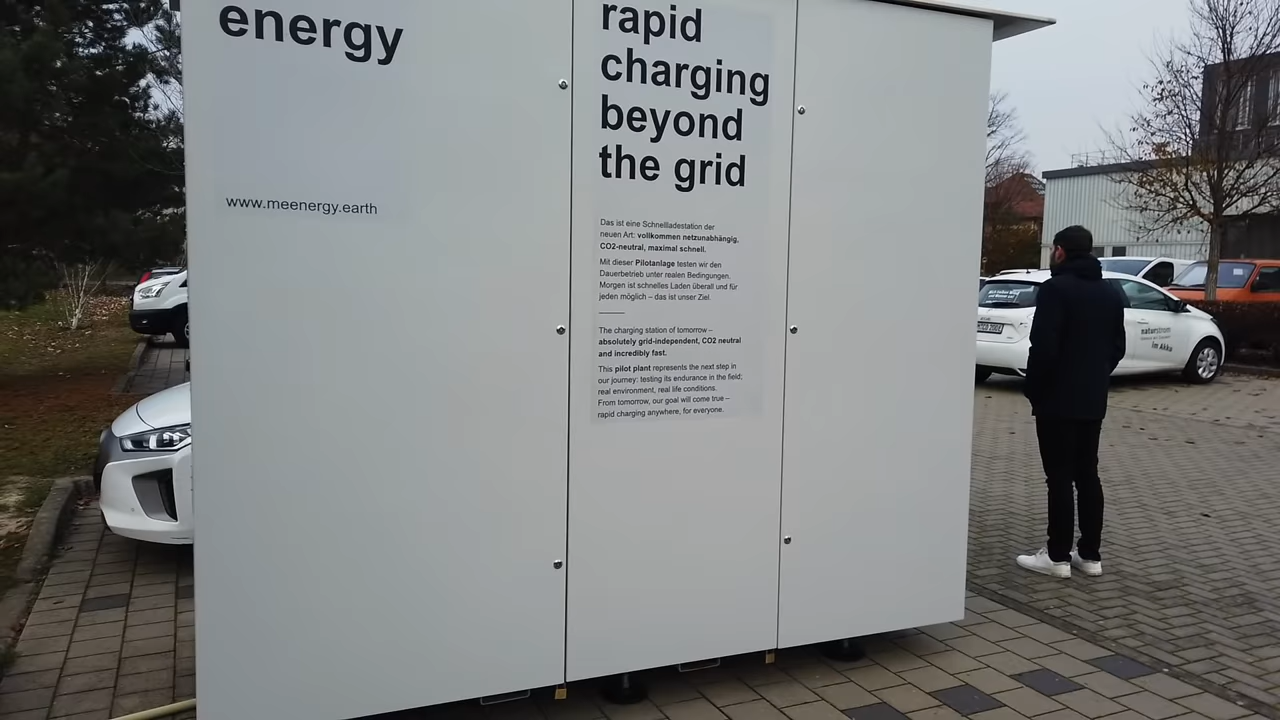 energy
www.meenergy.earth
rapid
charging
beyond
the grid
Das ist eine Schnellladestation der
neuen Art: vollkommen netzunabhängig,
CO2-neutral, maximal schnell.
Mit dieser Pilotanlage testen wir den
Dauerbetrieb unter realen Bedingungen.
Morgen ist schnelles Laden überall und für
jeden möglich – das ist unser Ziel.
The charging station of tomorrow –
absolutely grid-independent, CO2 neutral
and incredibly fast.
This pilot plant represents the next step in
our journey: testing its endurance in the field;
real environment, real life conditions.
From tomorrow, our goal will come true –
rapid charging anywhere, for everyone.
naturstrom
im Akku